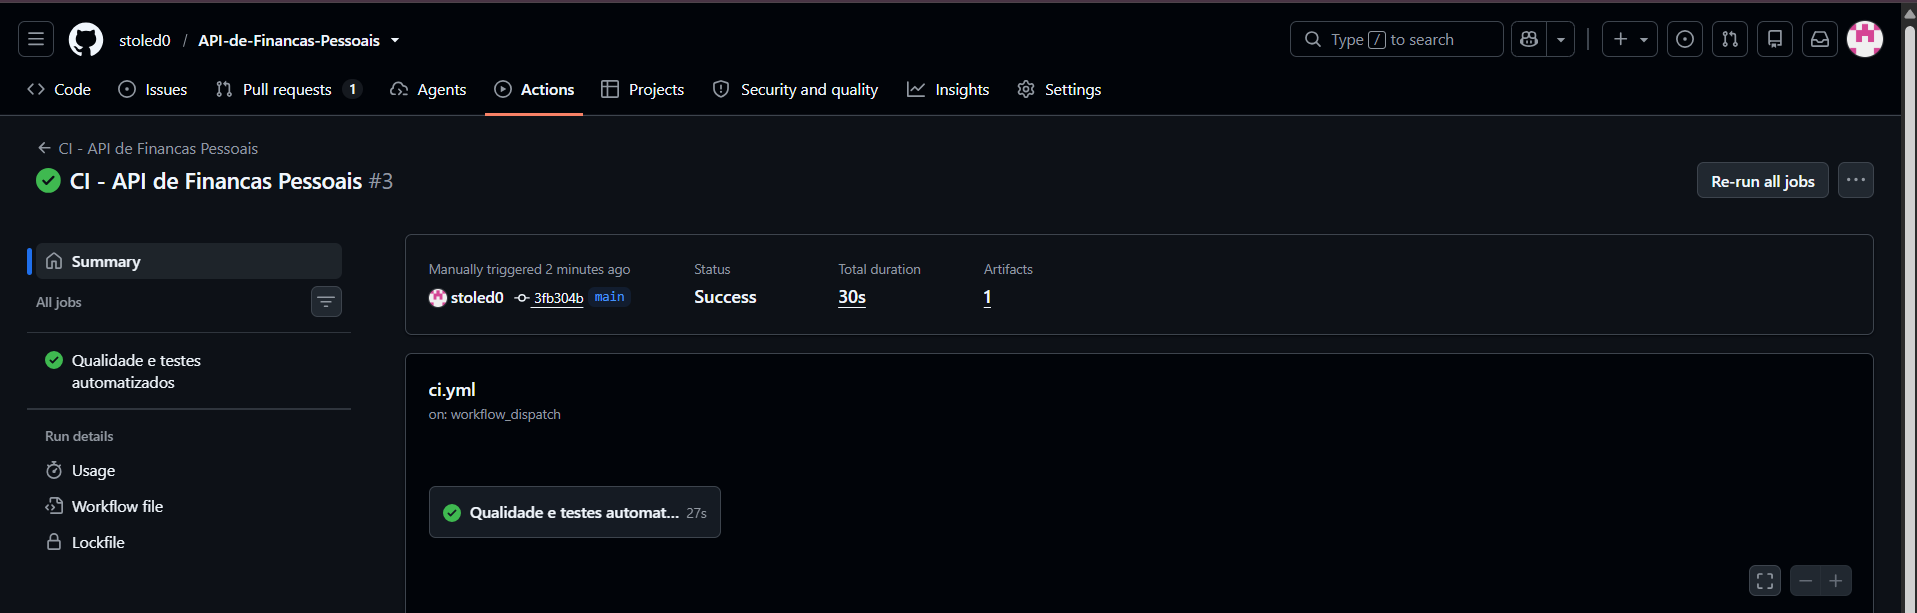 stoled0 / API-de-Financas-Pessoais
Type / to search
Code Issues Pull requests 1 Agents Actions Projects Security and quality Insights Settings
CI - API de Financas Pessoais
CI - API de Financas Pessoais #3
Re-run all jobs
Summary
All jobs
Qualidade e testes
automatizados
Run details
Usage
Workflow file
Lockfile
Manually triggered 2 minutes ago
stoled0 3fb304b main
Status
Success
Total duration
30s
Artifacts
1
ci.yml
on: workflow_dispatch
Qualidade e testes automat... 27s